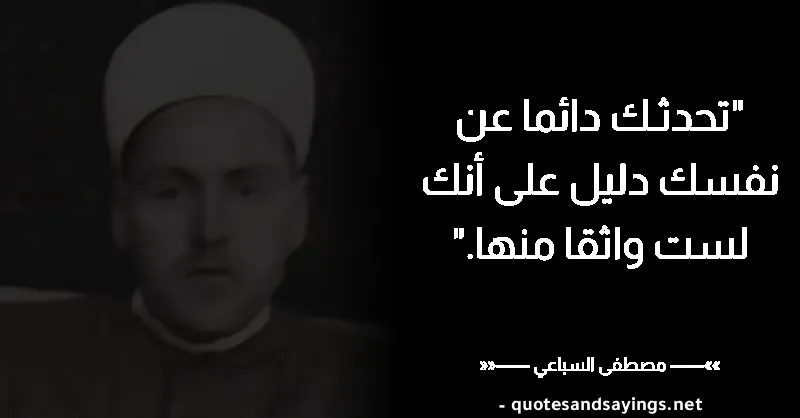 "تحدثك دائما عن
نفسك دليل على أنك
لست واثقا منها."
»»—— مصطفى السباعي ——««
- quotesandsayings.net